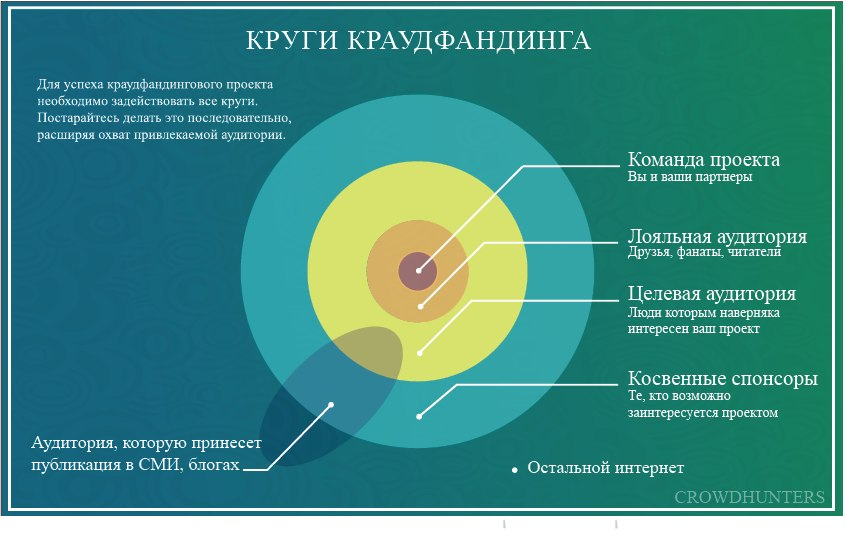 КРУГИ КРАУДФАНДИНГА
Для успеха краудфандингового проекта
необходимо задействовать все круги.
Постарайтесь делать это последовательно,
расширяя охват привлекаемой аудитории.
Команда проекта
Вы и ваши партнеры
Лояльная аудитория
Друзья, фанаты, читатели
Целевая аудитория
Люди которым наверняка
интересен ваш проект
Косвенные спонсоры
Те, кто возможно
заинтересуется проектом
Аудитория, которую принесет
публикация в СМИ, блогах
Остальной интернет
CROWDHUNTERS